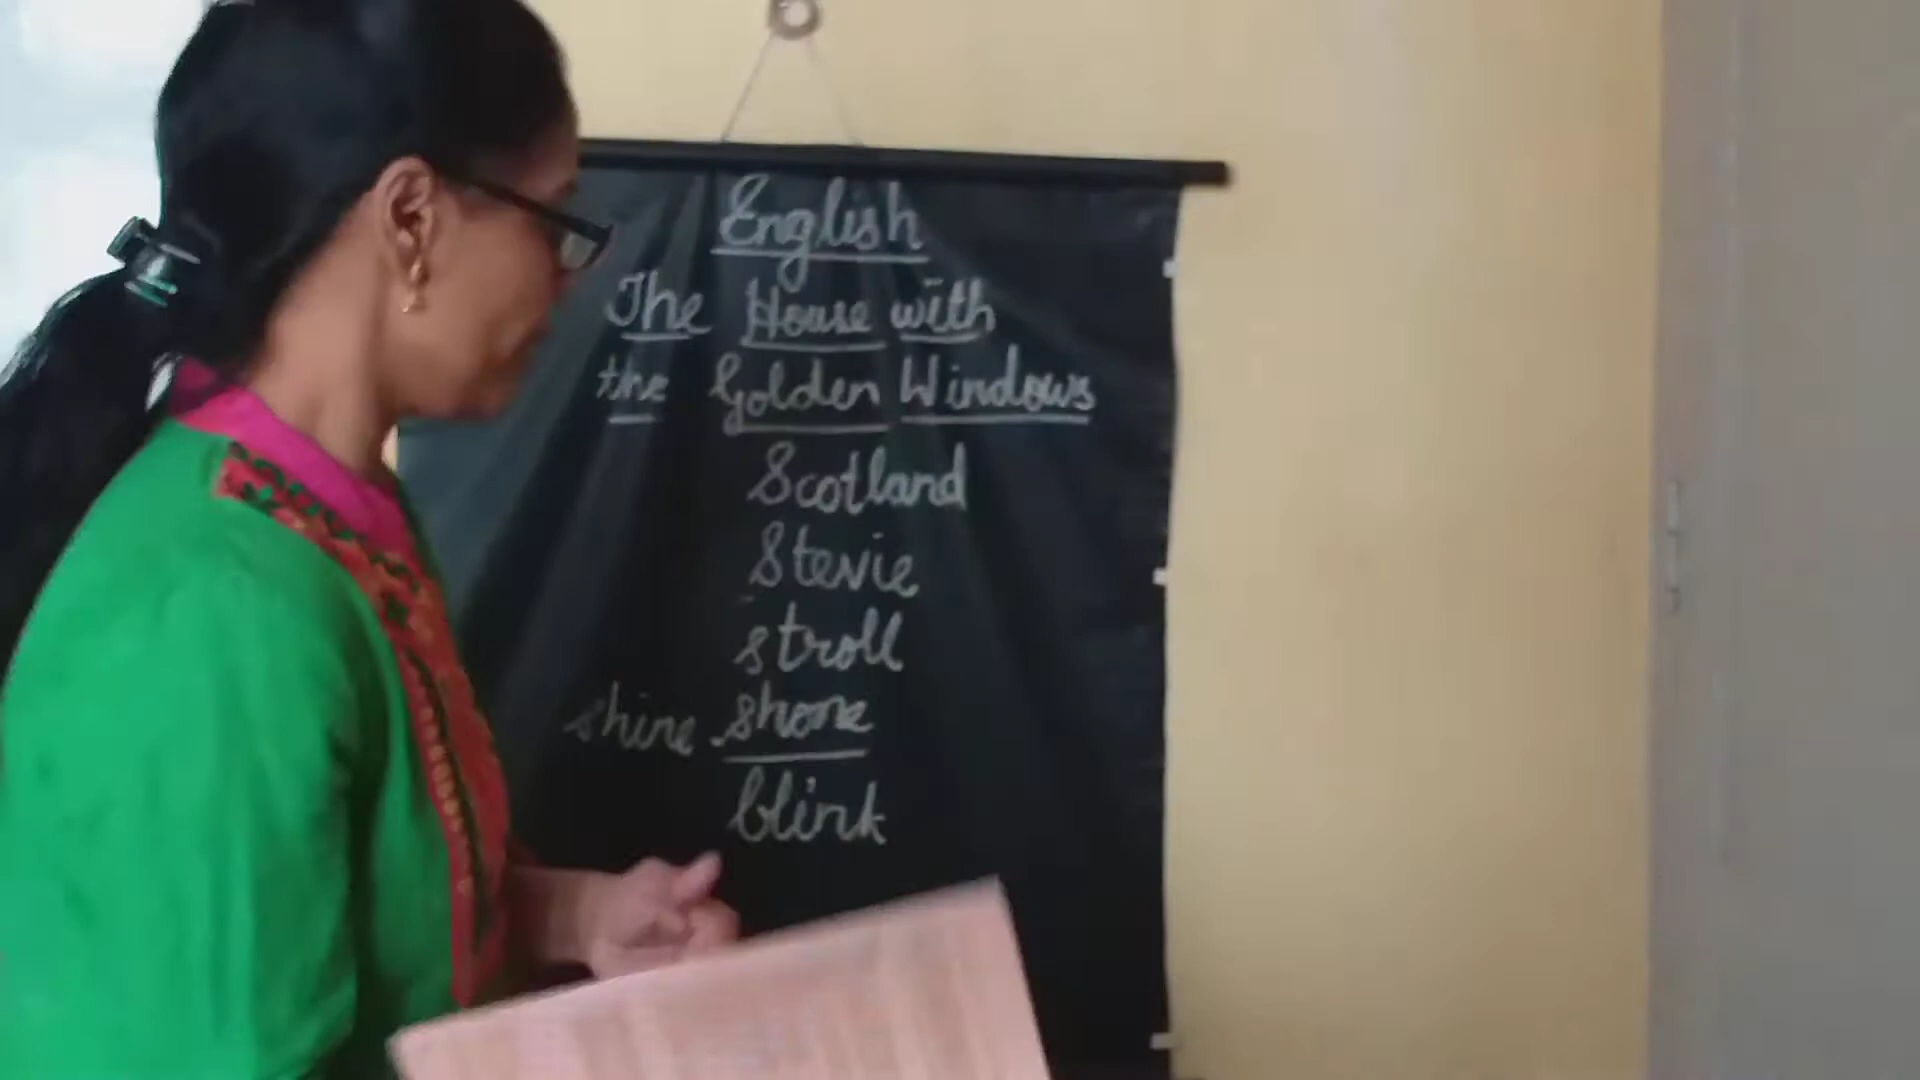 English
The House with
the Golden Windows
Scotland
Stevie
stroll
shine shone
blink